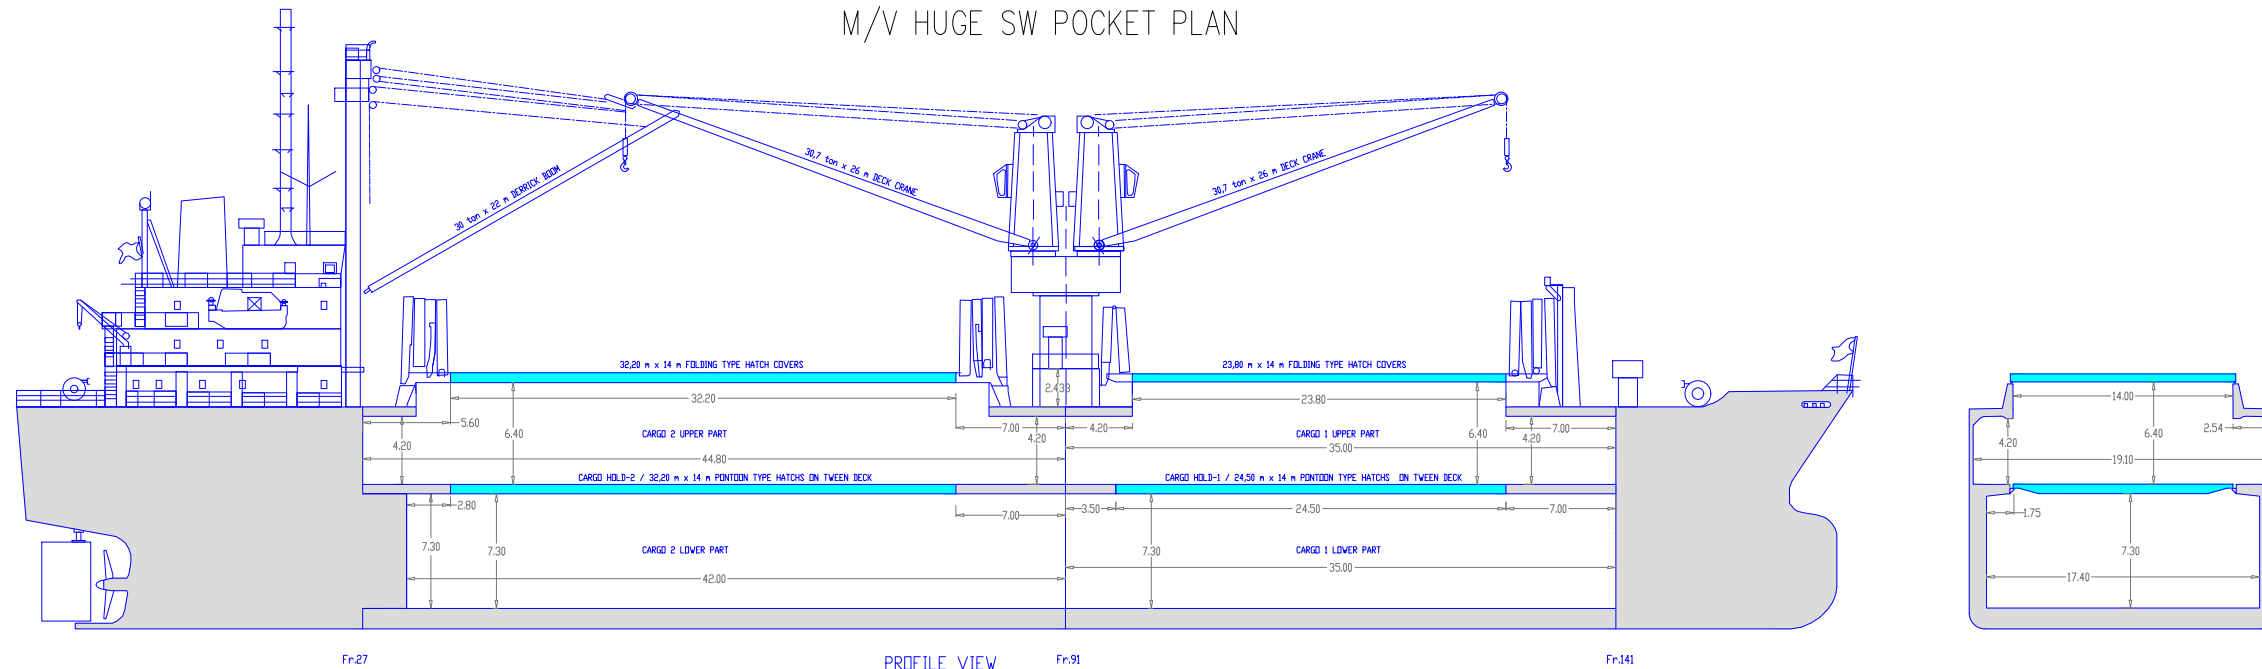 M/V HUGE SW POCKET PLAN
30 ton x 22 m DERRICK BOOM
30,7 ton x 26 m DECK CRANE
30,7 ton x 26 m DECK CRANE
32,20 m x 14 m FOLDING TYPE HATCH COVERS
23,80 m x 14 m FOLDING TYPE HATCH COVERS
2.433
32.20
23.80
14.00
5.60
7.00
4.20
7.00
2.54
4.20
6.40
CARGO 2 UPPER PART
4.20
CARGO 1 UPPER PART
6.40
4.20
4.20
6.40
44.80
35.00
19.10
CARGO HOLD-2 / 32,20 m x 14 m PONTOON TYPE HATCHS ON TWEEN DECK
CARGO HOLD-1 / 24,50 m x 14 m PONTOON TYPE HATCHS ON TWEEN DECK
2.80
7.00
3.50
24.50
7.00
1.75
7.30
7.30
CARGO 2 LOWER PART
7.30
CARGO 1 LOWER PART
7.30
42.00
35.00
17.40
Fr.27
PROFILE VIEW
Fr.91
Fr.141